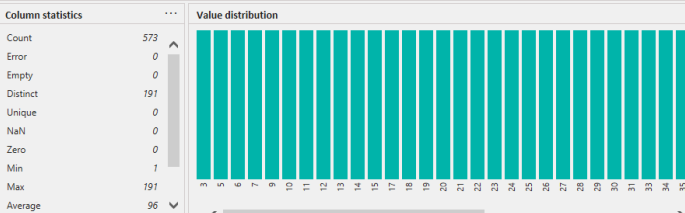 Column statistics ...
Count 573
Error 0
Empty 0
Distinct 191
Unique 0
NaN 0
Zero 0
Min 1
Max 191
Average 96
Value distribution
3 5 6 7 9 10 11 12 13 14 15 17 18 19 20 21 22 23 24 25 26 27 28 29 30 31 33 34 35